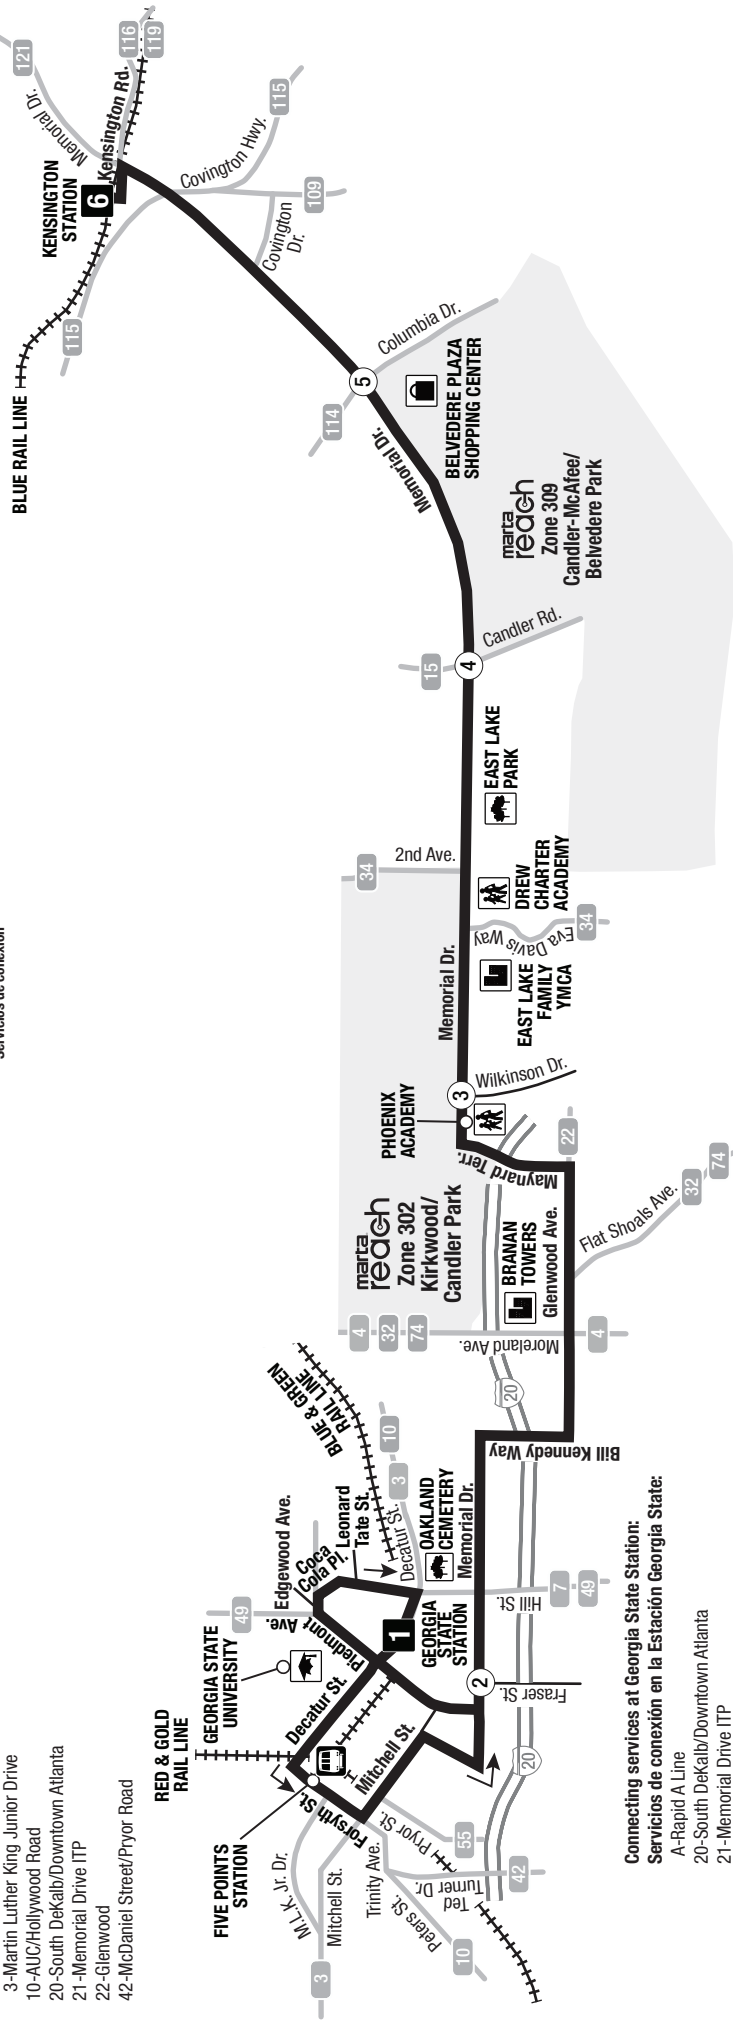 Servicios de conexión
3-Martin Luther King Junior Drive
10-AUC/Hollywood Road
20-South DeKalb/Downtown Atlanta
21-Memorial Drive ITP
22-Glenwood
42-McDaniel Street/Pryor Road
RED & GOLD
RAIL LINE
GEORGIA STATE
UNIVERSITY
FIVE POINTS
STATION
M.L.K. Jr. Dr.
Mitchell St.
3
Trinity Ave.
Peters St.
10
Ted
Turner Dr.
42
Pryor St.
55
Forsyth St.
Mitchell St.
Decatur St.
Piedmont
Ave.
49
Edgewood Ave.
Coca
Cola Pl.
Leonard
Tate St.
1
GEORGIA
STATE
STATION
BLUE & GREEN
RAIL LINE
Decatur St.
3
10
OAKLAND
CEMETERY
Memorial Dr.
2
Fraser St.
Hill St.
7
49
20
20
Bill Kennedy Way
Moreland Ave.
4
32
74
4
BRANAN
TOWERS
Glenwood Ave.
Flat Shoals Ave.
32
74
22
Maynard Terr.
marta
reach
Zone 302
Kirkwood/
Candler Park
PHOENIX
ACADEMY
3
Wilkinson Dr.
Memorial Dr.
EAST LAKE
FAMILY
YMCA
Eva Davis Way
34
DREW
CHARTER
ACADEMY
2nd Ave.
34
EAST LAKE
PARK
15
4
Candler Rd.
marta
reach
Zone 309
Candler-McAfee/
Belvedere Park
Memorial Dr.
114
5
Columbia Dr.
BELVEDERE PLAZA
SHOPPING CENTER
BLUE RAIL LINE
115
Covington
Dr.
109
Covington Hwy.
115
KENSINGTON
STATION
6
Kensington Rd.
Memorial Dr.
121
116
119
Connecting services at Georgia State Station:
Servicios de conexión en la Estación Georgia State:
A-Rapid A Line
20-South DeKalb/Downtown Atlanta
21-Memorial Drive ITP